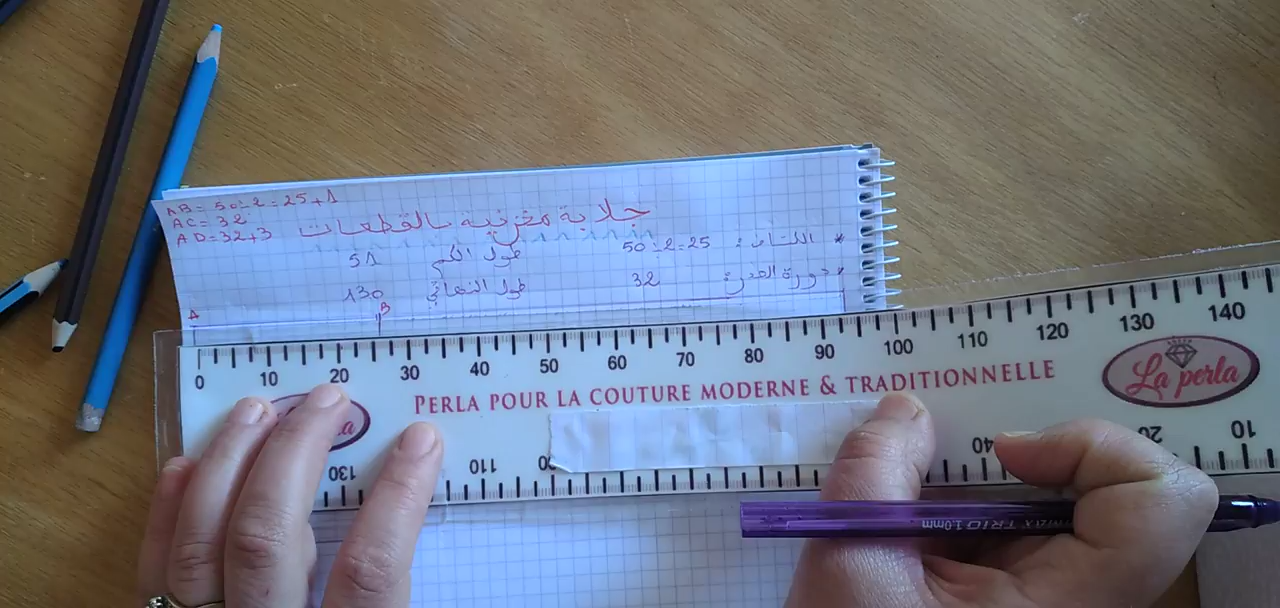 AB= 50÷2=25+1
AC= 32
AD=32+3
جلابة مخزنية بالقطعات
* الكتاف: 50÷2=25 طول الكم 51
* دورة الصدر: 32 طول النهائي 130
A B
0 10 20 30 40 50 60 70 80 90 100 110 120 130 140
PERLA POUR LA COUTURE MODERNE & TRADITIONNELLE
La perla
130 110 40 20 10
TRIO 1.0mm